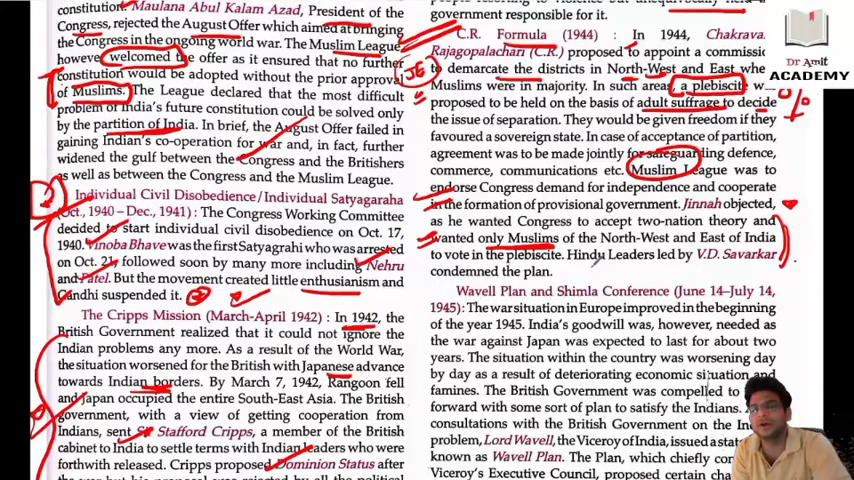 constitution. Maulana Abul Kalam Azad, President of the
Congress, rejected the August Offer which aimed at bringing
the Congress in the ongoing world war. The Muslim League,
however welcomed the offer as it ensured that no further
constitution would be adopted without the prior approval
of Muslims. The League declared that the most difficult
problem of India's future constitution could be solved only
by the partition of India. In brief, the August Offer failed in
gaining Indian's co-operation for war and, in fact, further
widened the gulf between the Congress and the Britishers
as well as between the Congress and the Muslim League.
Individual Civil Disobedience/Individual Satyagaraha
(Oct., 1940–Dec., 1941) : The Congress Working Committee
decided to start individual civil disobedience on Oct. 17,
1940. Vinoba Bhave was the first Satyagrahi who was arrested
on Oct. 21, followed soon by many more including Nehru
and Patel. But the movement created little enthusiasm and
Gandhi suspended it.
The Cripps Mission (March-April 1942) : In 1942, the
British Government realized that it could not ignore the
Indian problems any more. As a result of the World War,
the situation worsened for the British with Japanese advance
towards Indian borders. By March 7, 1942, Rangoon fell
and Japan occupied the entire South-East Asia. The British
government, with a view of getting cooperation from
Indians, sent Sir Stafford Cripps, a member of the British
cabinet to India to settle terms with Indian leaders who were
forthwith released. Cripps proposed Dominion Status after
the war but his proposal was rejected by all the political
people resorting to violence but unequivocally held
government responsible for it.
C.R. Formula (1944) : In 1944, Chakrava
Rajagopalachari (C.R.) proposed to appoint a commissio
to demarcate the districts in North-West and East whe
Muslims were in majority. In such areas, a plebiscite w
proposed to be held on the basis of adult suffrage to decide
the issue of separation. They would be given freedom if they
favoured a sovereign state. In case of acceptance of partition,
agreement was to be made jointly for safeguarding defence,
commerce, communications etc. Muslim League was to
endorse Congress demand for independence and cooperate
in the formation of provisional government. Jinnah objected,
as he wanted Congress to accept two-nation theory and
wanted only Muslims of the North-West and East of India
to vote in the plebiscite. Hindu Leaders led by V.D. Savarkar
condemned the plan.
Wavell Plan and Shimla Conference (June 14–July 14,
1945) : The war situation in Europe improved in the beginning
of the year 1945. India's goodwill was, however, needed as
the war against Japan was expected to last for about two
years. The situation within the country was worsening day
by day as a result of deteriorating economic situation and
famines. The British Government was compelled to
forward with some sort of plan to satisfy the Indians.
consultations with the British Government on the In
problem, Lord Wavell, the Viceroy of India, issued a stat
known as Wavell Plan. The Plan, which chiefly con
Viceroy's Executive Council, proposed certain cha
Dr Amit
ACADEMY